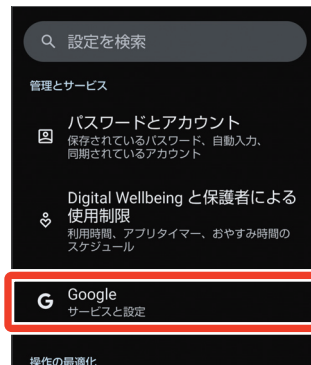 設定を検索
管理とサービス
パスワードとアカウント
保存されているパスワード、自動入力、
同期されているアカウント
Digital Wellbeing と保護者による
使用制限
利用時間、アプリタイマー、おやすみ時間の
スケジュール
G Google
サービスと設定
操作の最適化